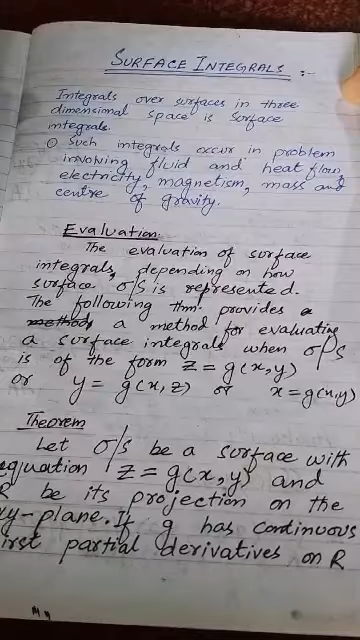 SURFACE INTEGRALS :-
Integrals over surfaces in three
dimensional space is Surface
integrals.
⊙ Such integrals occur in problem
involving fluid and heat flow,
electricity, magnetism, mass and
centre of gravity.
Evaluation:
The evaluation of surface
integrals, depending on how
surface σ/S is represented.
The following thm. provides a
method, a method for evaluating
a surface integrals when σ/S
is of the form z = g(x,y)
or y = g(x,z) or x = g(x,y)
Theorem
Let σ/s be a surface with
equation z = g(x,y) and
R be its projection on the
xy-plane. If g has continuous
first partial derivatives on R